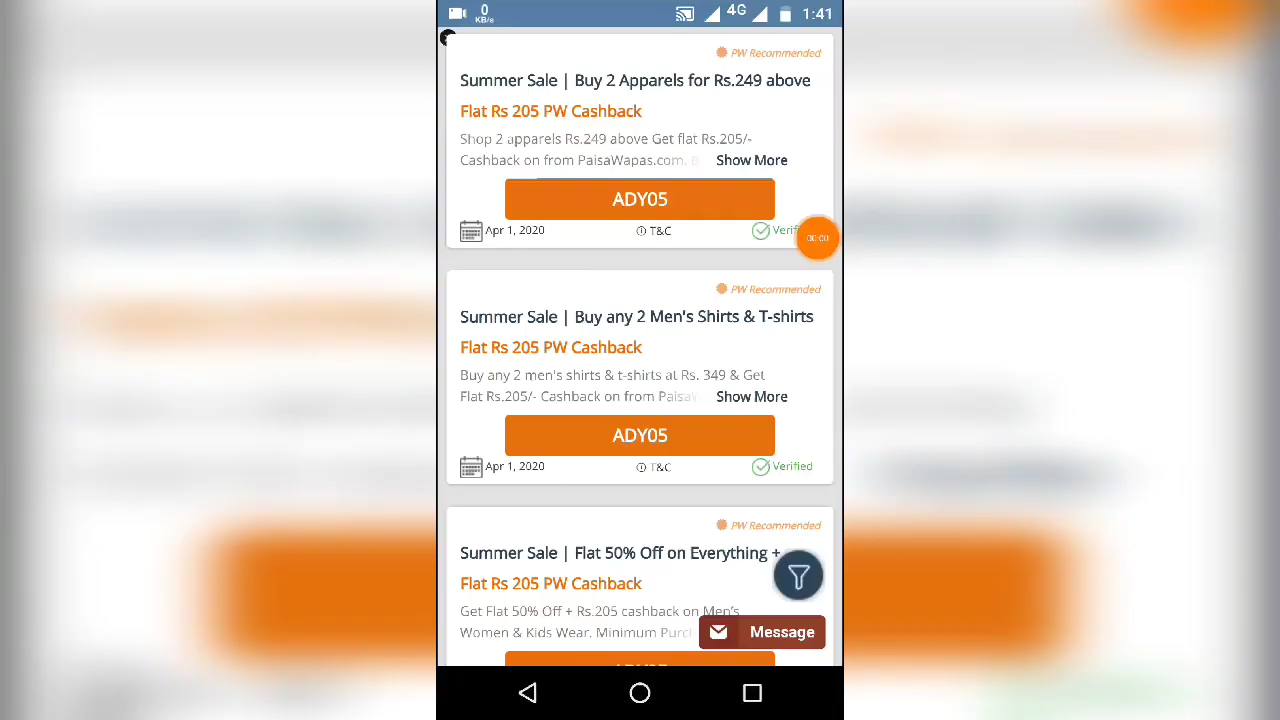 0
KB/s
4G
1:41
PW Recommended
Summer Sale | Buy 2 Apparels for Rs.249 above
Flat Rs 205 PW Cashback
Shop 2 apparels Rs.249 above Get flat Rs.205/-
Cashback on from PaisaWapas.com. B Show More
ADY05
Apr 1, 2020 T&C
00:00
PW Recommended
Summer Sale | Buy any 2 Men's Shirts & T-shirts
Flat Rs 205 PW Cashback
Buy any 2 men's shirts & t-shirts at Rs. 349 & Get
Flat Rs.205/- Cashback on from Show More
ADY05
Apr 1, 2020 T&C Verified
PW Recommended
Summer Sale | Flat 50% Off on Everything +
Flat Rs 205 PW Cashback
Get Flat 50% Off + Rs.205 cashback on Men's
Women & Kids Wear. Minimum
Message